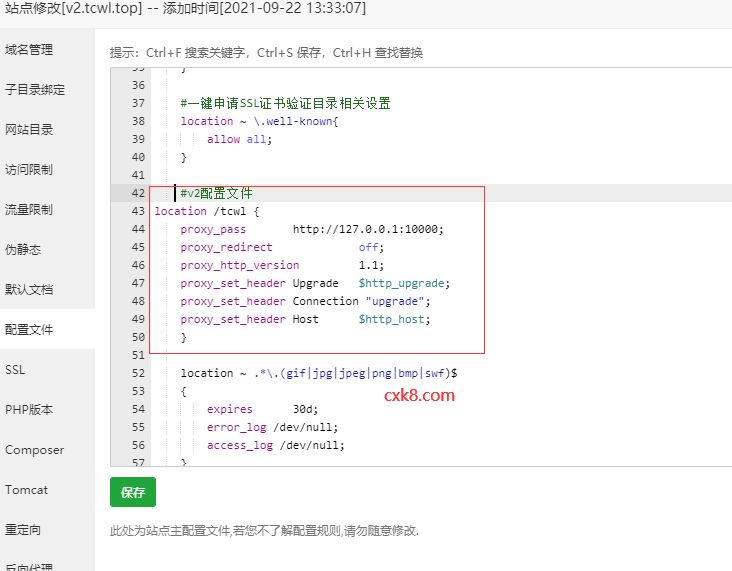 站点修改[v2.tcwl.top] -- 添加时间[2021-09-22 13:33:07]
域名管理
子目录绑定
网站目录
访问限制
流量限制
伪静态
默认文档
配置文件
SSL
PHP版本
Composer
Tomcat
重定向
反向代理
提示：Ctrl+F 搜索关键字，Ctrl+S 保存，Ctrl+H 查找替换
35 }
36
37 #一键申请SSL证书验证目录相关设置
38 location ~ \.well-known{
39 allow all;
40 }
41
42 #v2配置文件
43 location /tcwl {
44 proxy_pass http://127.0.0.1:10000;
45 proxy_redirect off;
46 proxy_http_version 1.1;
47 proxy_set_header Upgrade $http_upgrade;
48 proxy_set_header Connection "upgrade";
49 proxy_set_header Host $http_host;
50 }
51
52 location ~ .*\.(gif|jpg|jpeg|png|bmp|swf)$
53 {
54 expires 30d;
55 error_log /dev/null;
56 access_log /dev/null;
57 }
cxk8.com
保存
此处为站点主配置文件,若您不了解配置规则,请勿随意修改.